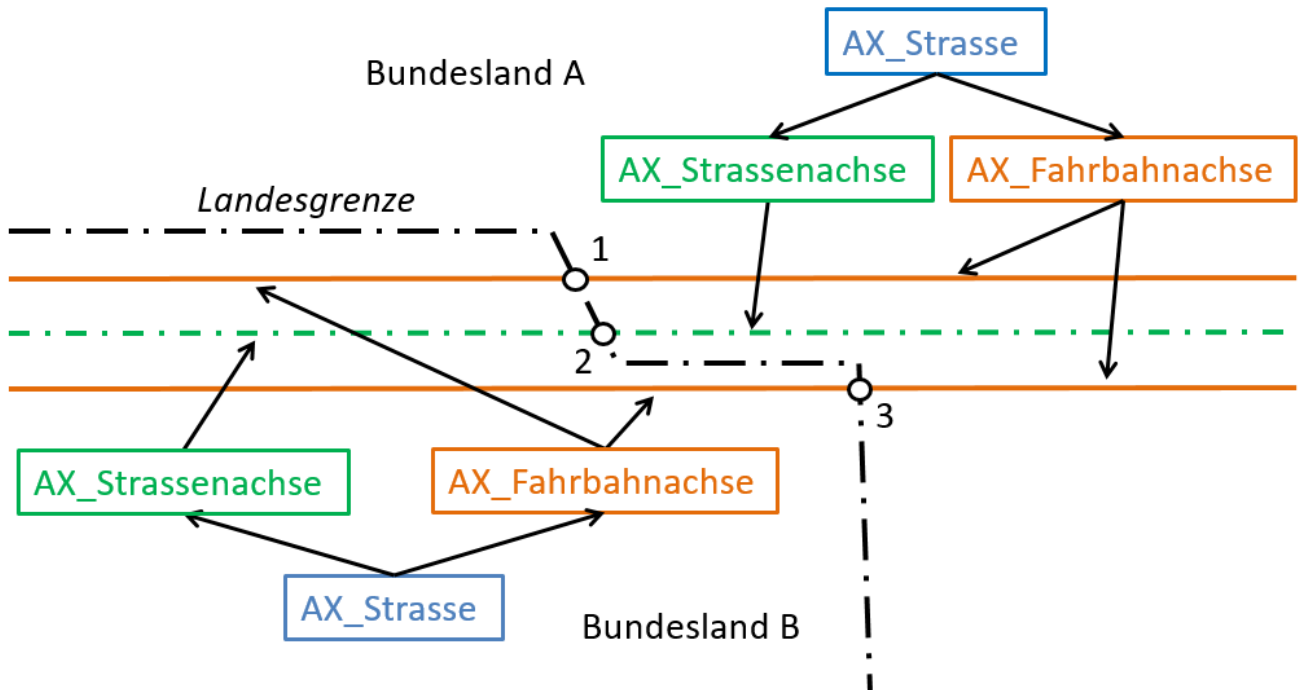 AX_Strasse
Bundesland A
AX_Strassenachse
AX_Fahrbahnachse
Landesgrenze
1
2
3
AX_Strassenachse
AX_Fahrbahnachse
AX_Strasse
Bundesland B